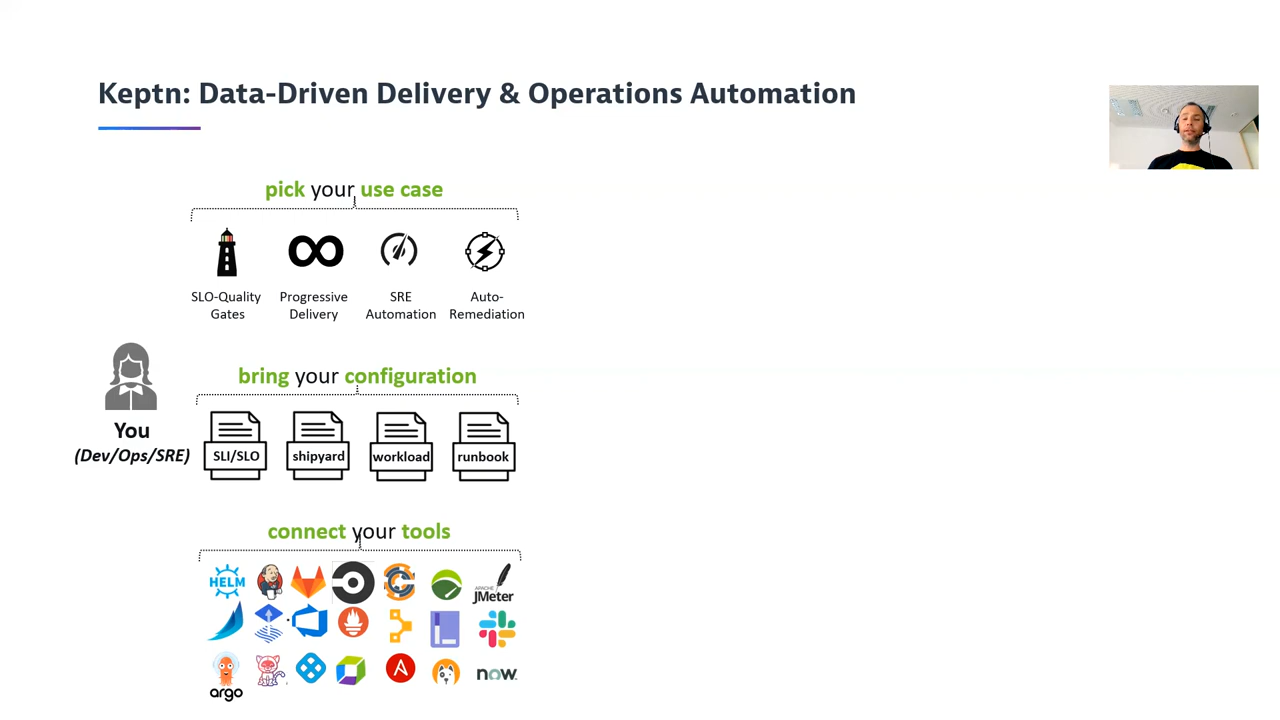 Keptn: Data-Driven Delivery & Operations Automation
pick your use case
SLO-Quality
Gates
Progressive
Delivery
SRE
Automation
Auto-
Remediation
You
(Dev/Ops/SRE)
bring your configuration
SLI/SLO
shipyard
workload
runbook
connect your tools
HELM
APACHE
JMeter
argo
now